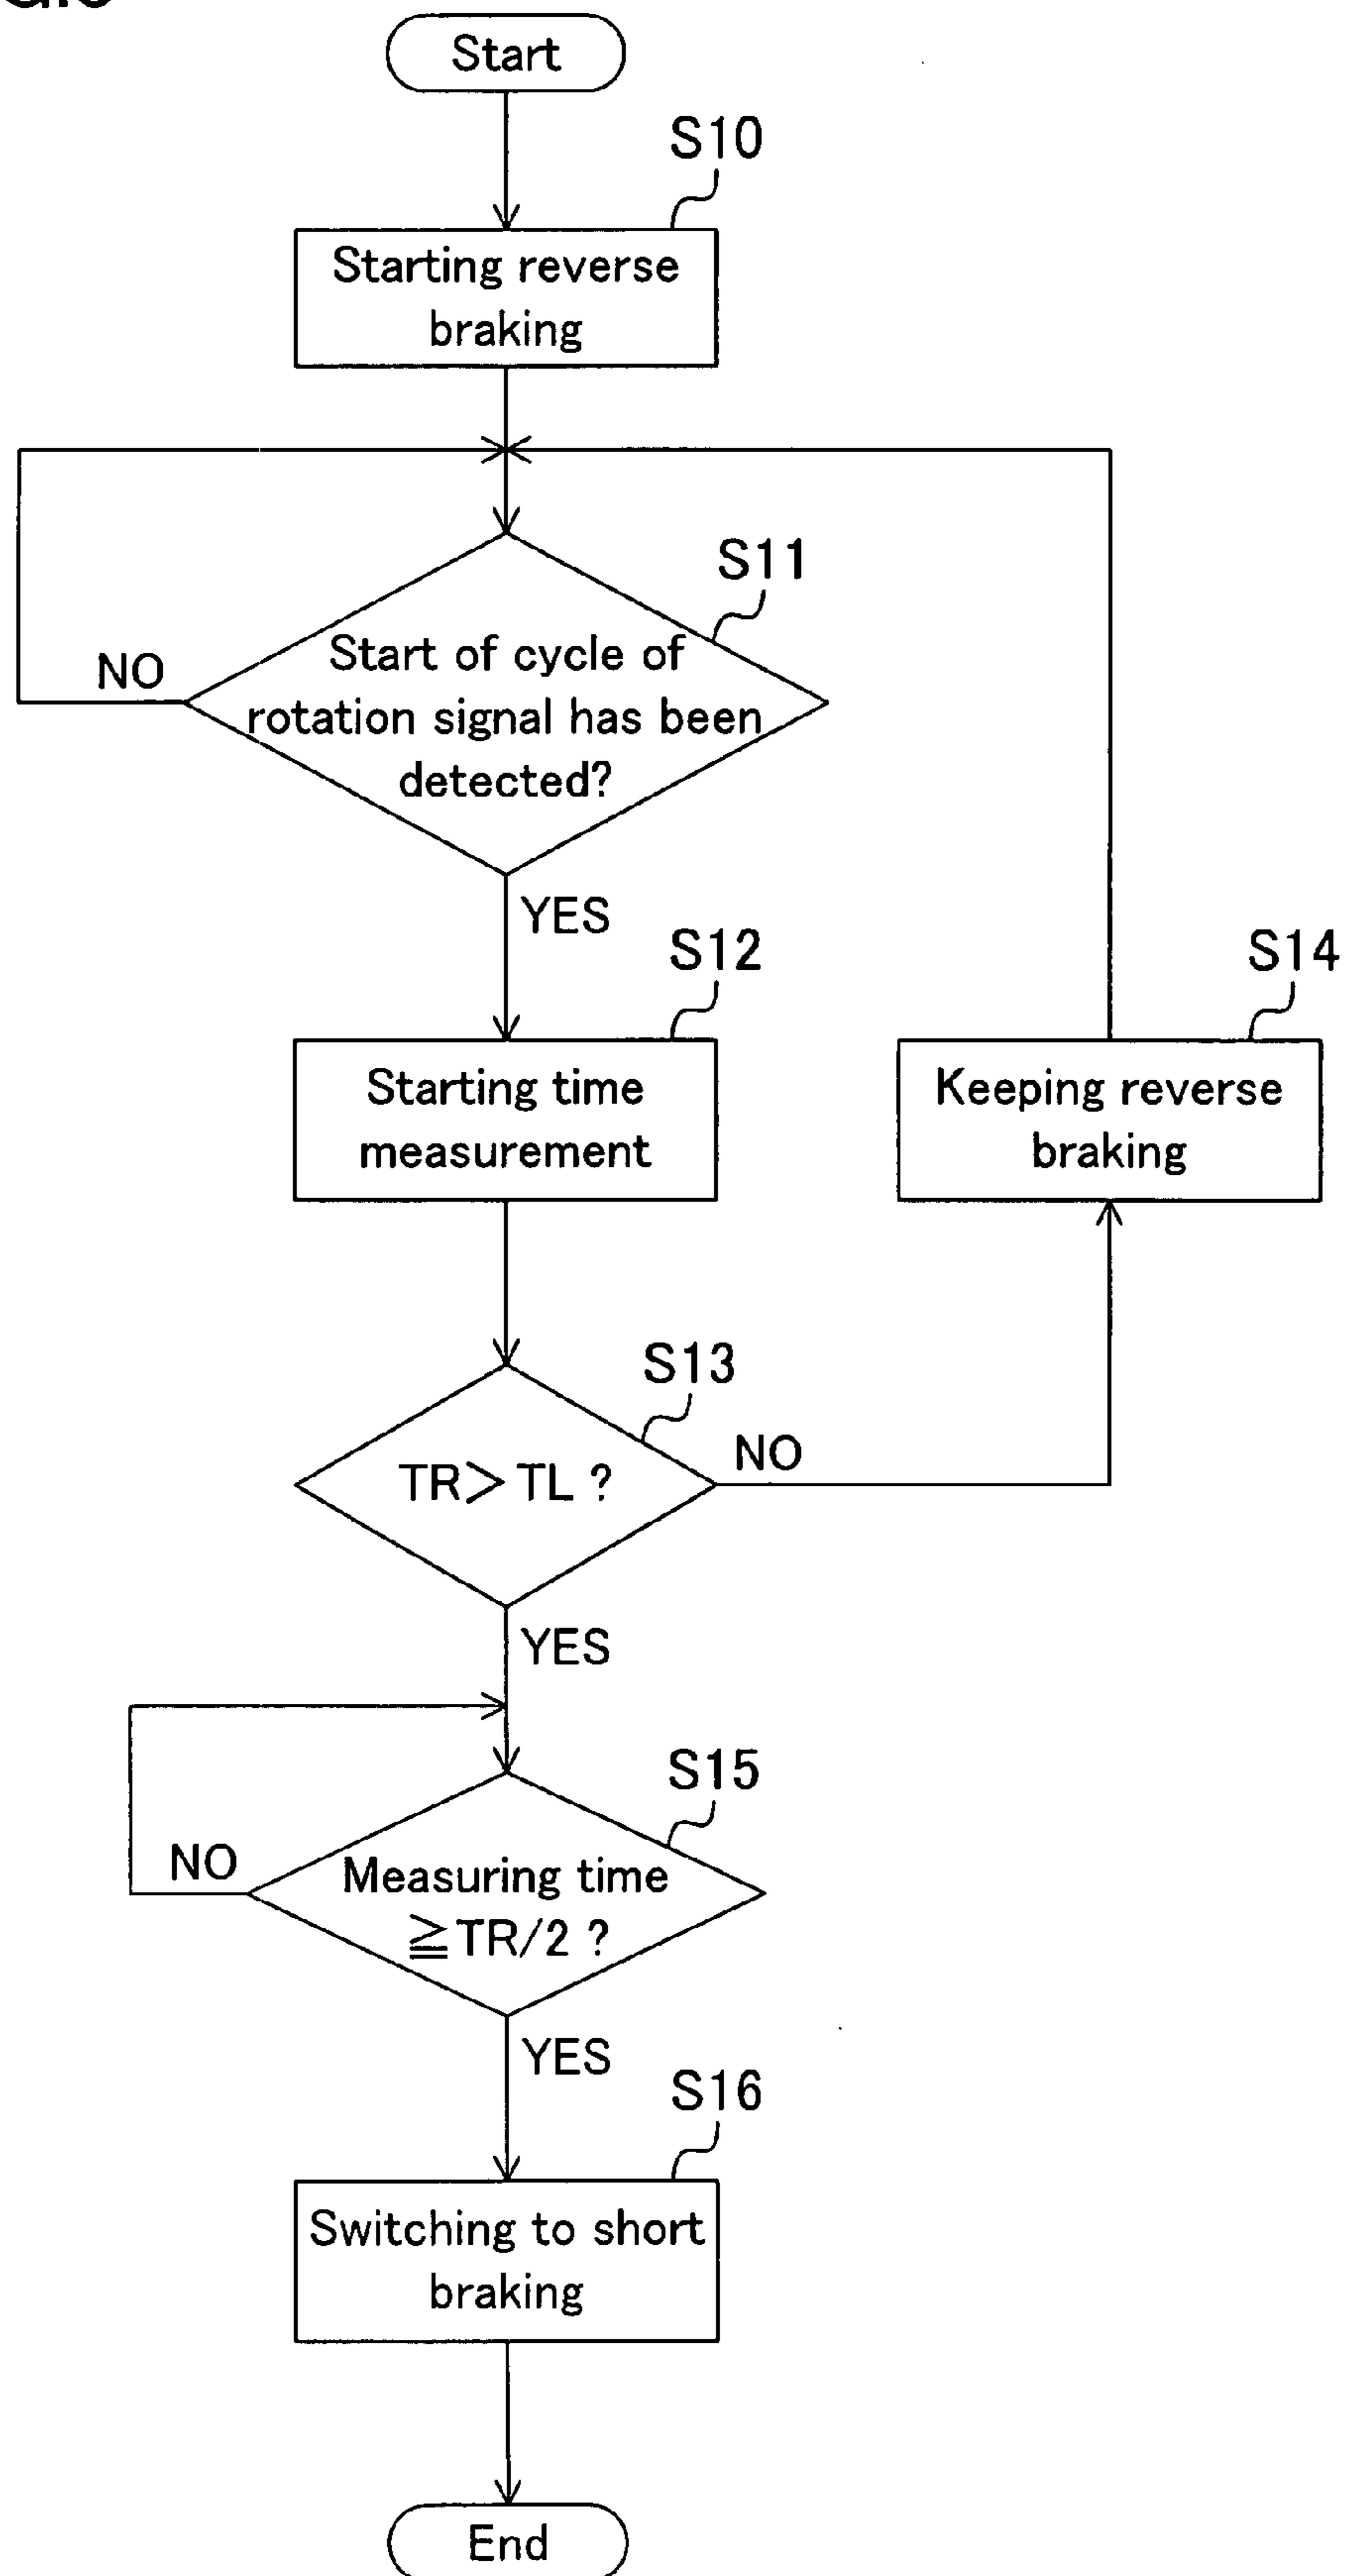 Start
S10
Starting reverse
braking
S11
Start of cycle of
rotation signal has been
detected?
NO
YES
S12
Starting time
measurement
S14
Keeping reverse
braking
S13
TR> TL ?
NO
YES
S15
Measuring time
≧TR/2 ?
NO
YES
S16
Switching to short
braking
End